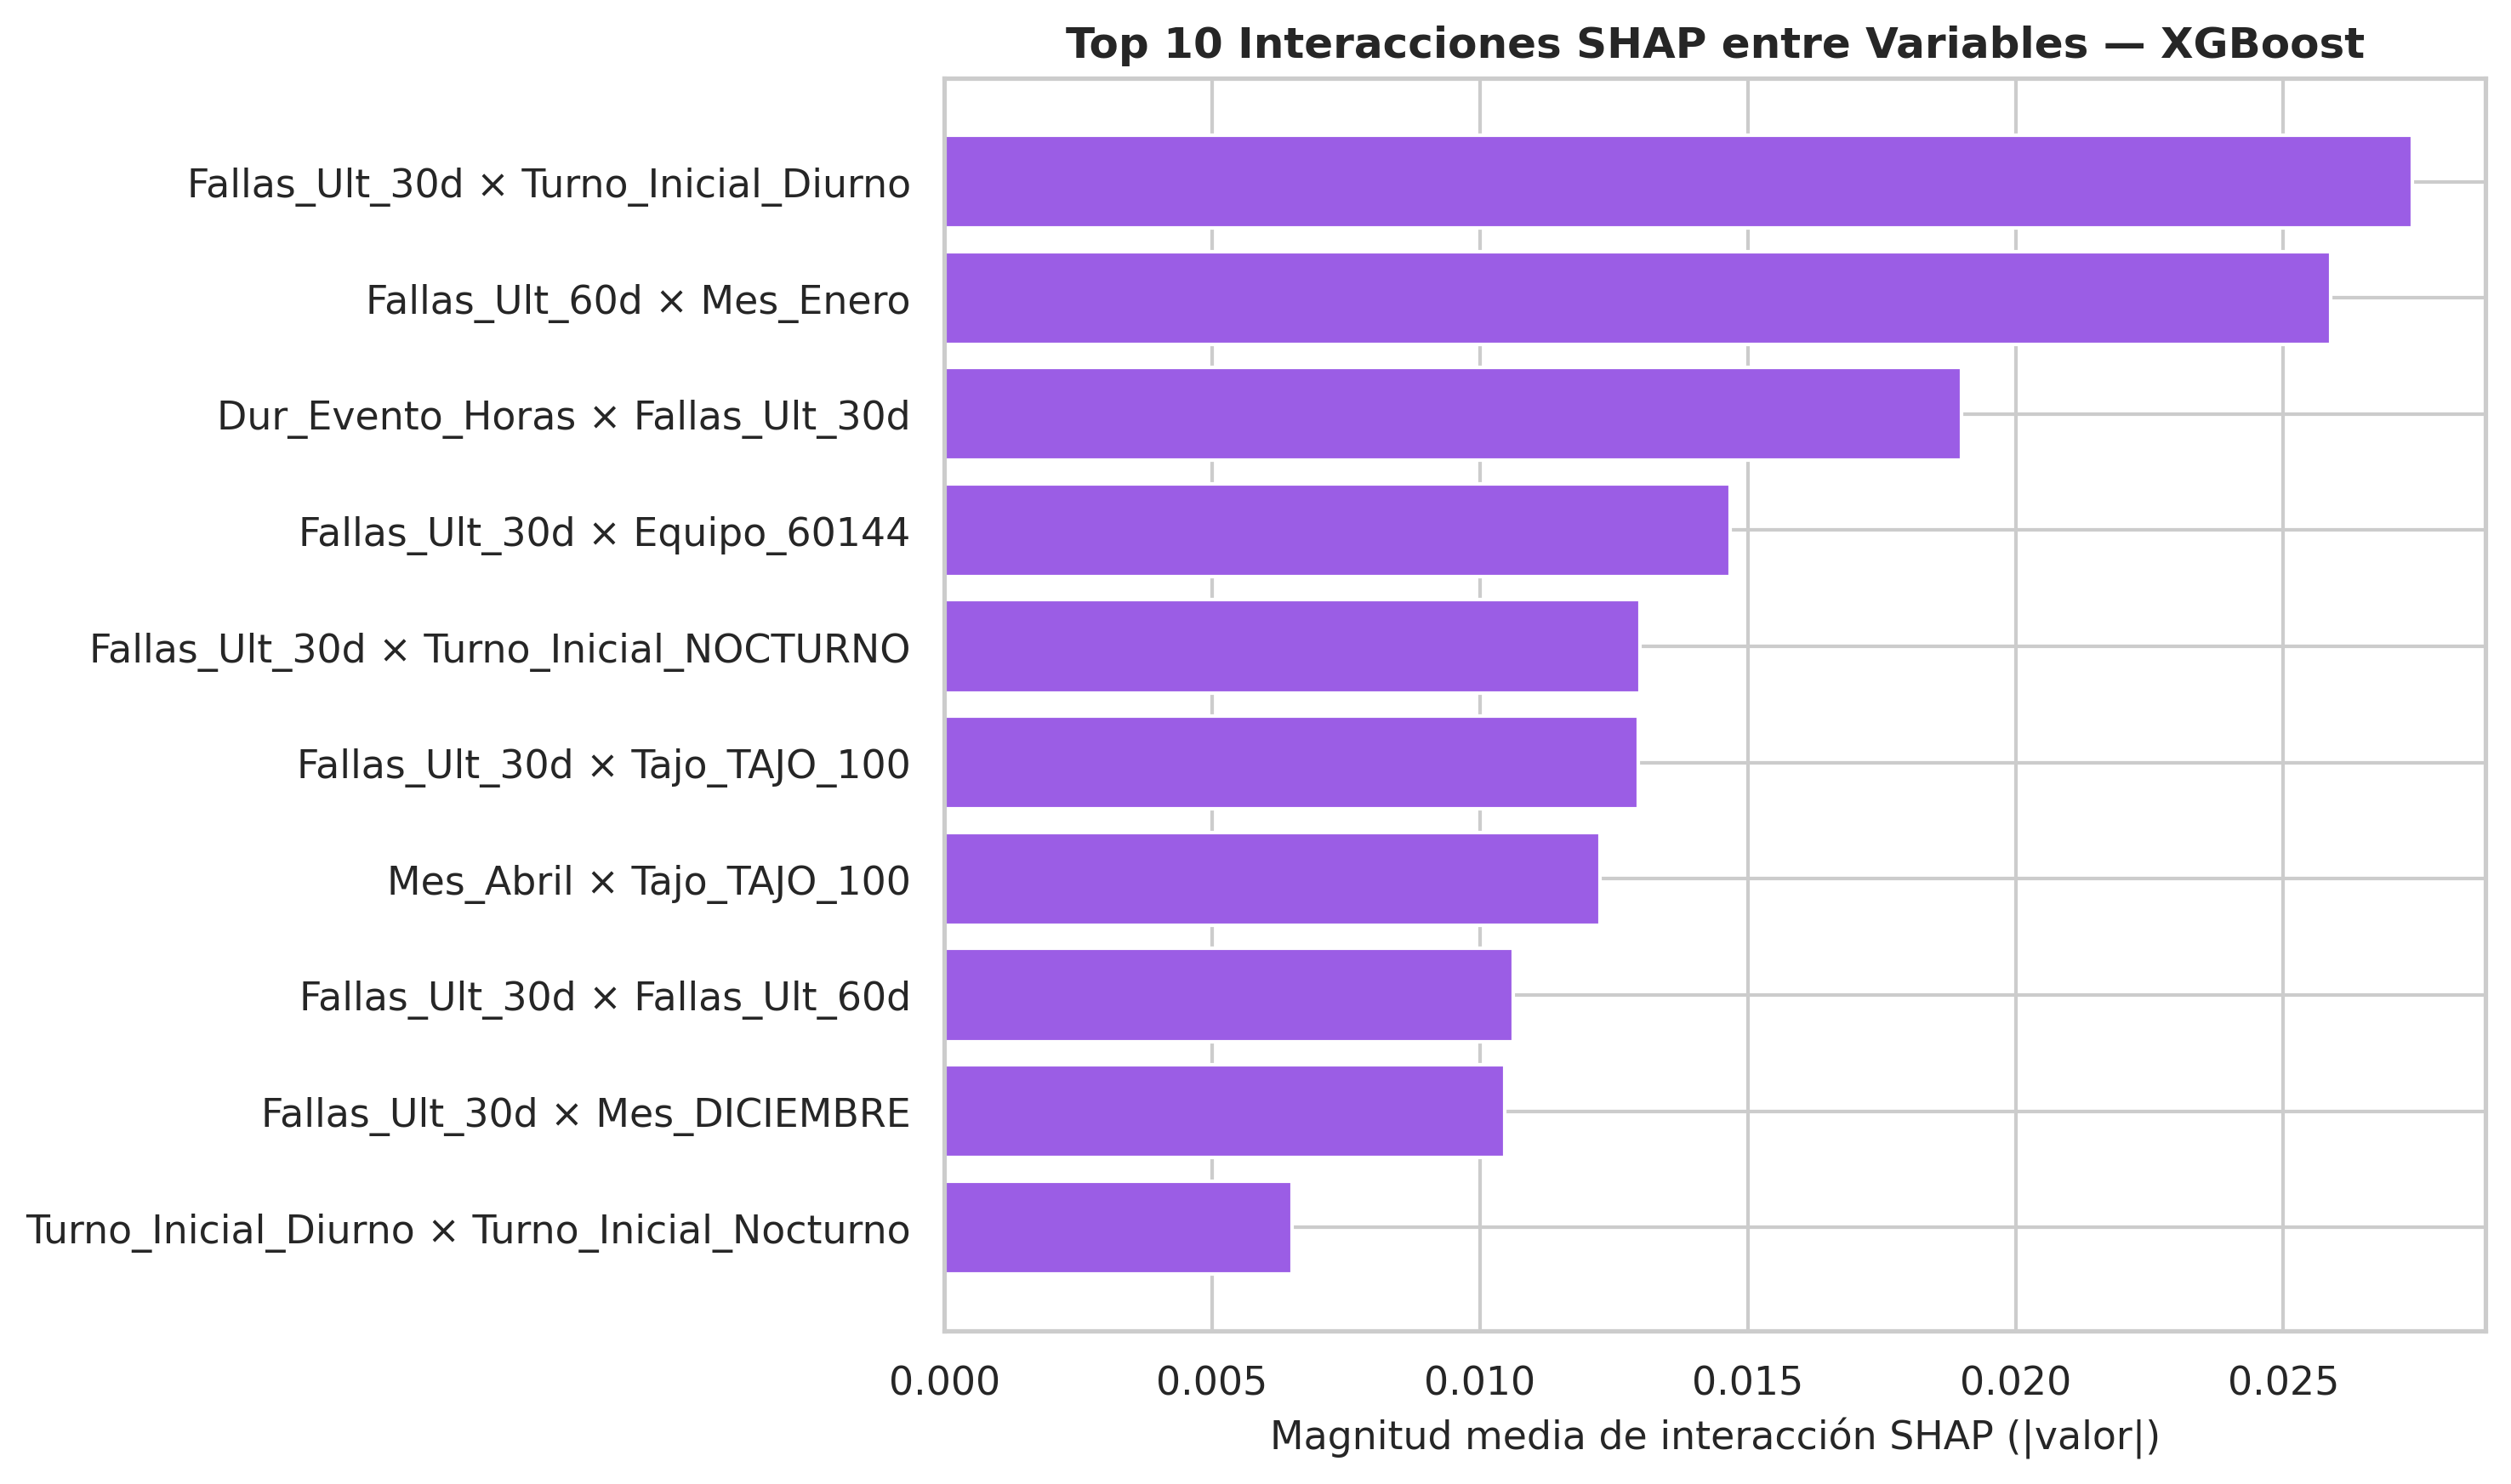 Top 10 Interacciones SHAP entre Variables — XGBoost
Fallas_Ult_30d × Turno_Inicial_Diurno
Fallas_Ult_60d × Mes_Enero
Dur_Evento_Horas × Fallas_Ult_30d
Fallas_Ult_30d × Equipo_60144
Fallas_Ult_30d × Turno_Inicial_NOCTURNO
Fallas_Ult_30d × Tajo_TAJO_100
Mes_Abril × Tajo_TAJO_100
Fallas_Ult_30d × Fallas_Ult_60d
Fallas_Ult_30d × Mes_DICIEMBRE
Turno_Inicial_Diurno × Turno_Inicial_Nocturno
0.000 0.005 0.010 0.015 0.020 0.025
Magnitud media de interacción SHAP (|valor|)